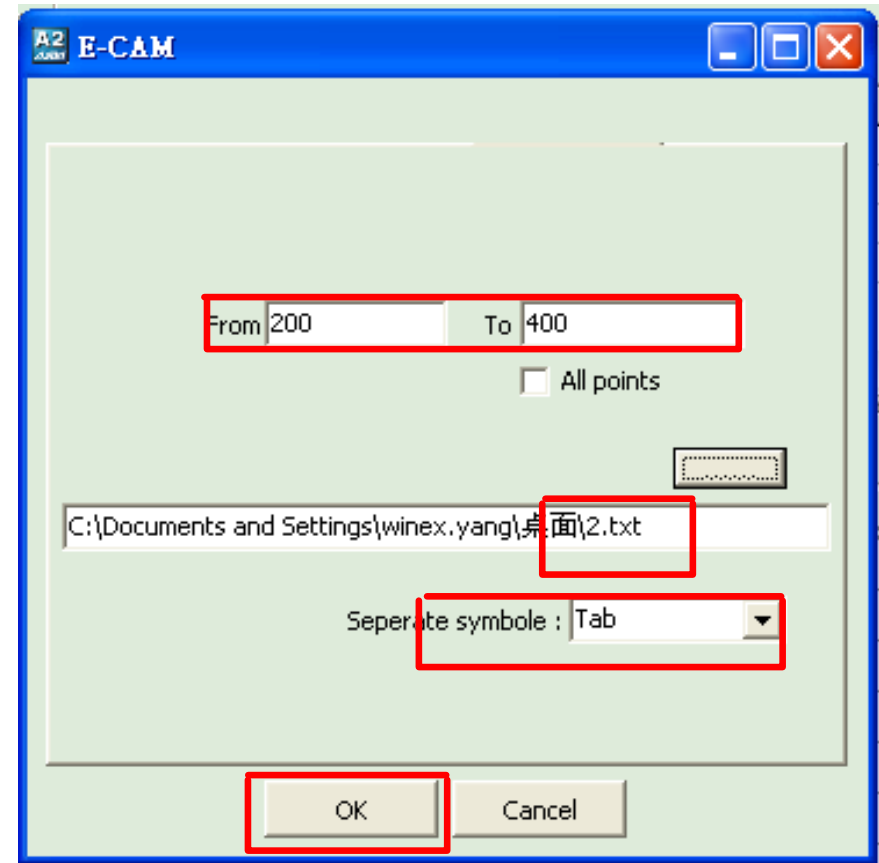 A2
E-CAM
From 200 To 400
All points
C:\Documents and Settings\winex.yang\桌面\2.txt
Seperate symbole : Tab
OK Cancel